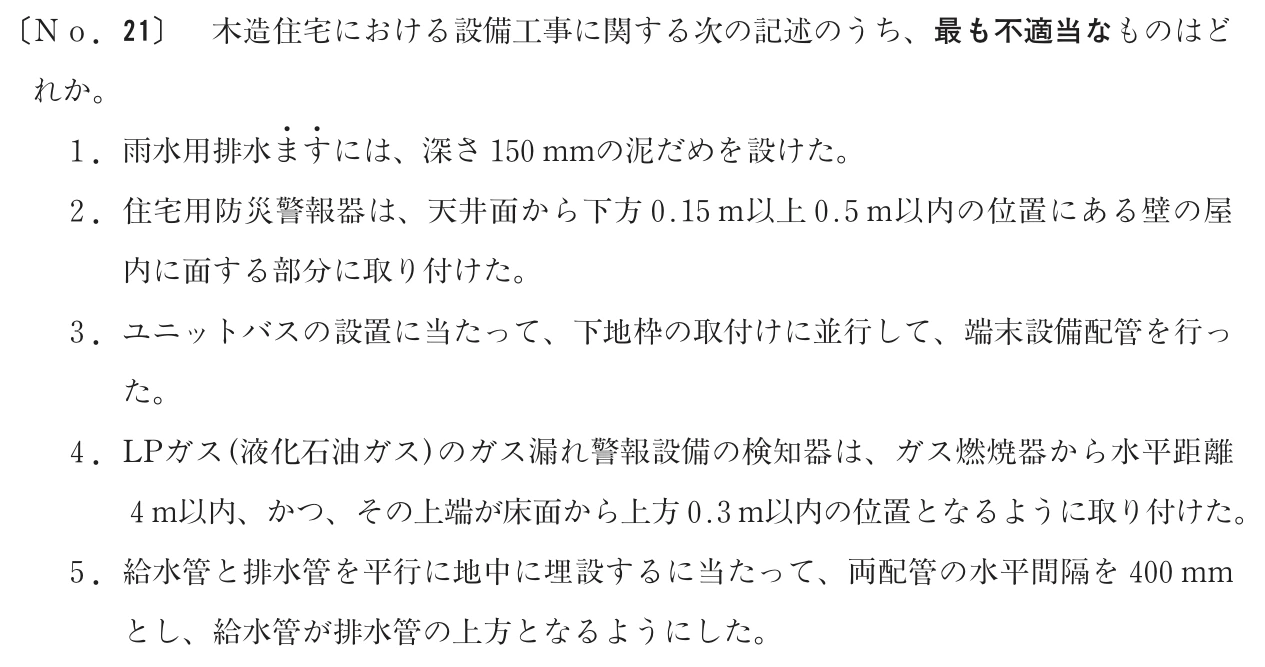 〔Ｎｏ．21〕　木造住宅における設備工事に関する次の記述のうち、最も不適当なものはど
れか。
1．雨水用排水ますには、深さ 150 mmの泥だめを設けた。
2．住宅用防災警報器は、天井面から下方 0.15 m以上 0.5 m以内の位置にある壁の屋
内に面する部分に取り付けた。
3．ユニットバスの設置に当たって、下地枠の取付けに並行して、端末設備配管を行っ
た。
4．LPガス(液化石油ガス)のガス漏れ警報設備の検知器は、ガス燃焼器から水平距離
4 m以内、かつ、その上端が床面から上方 0.3 m以内の位置となるように取り付けた。
5．給水管と排水管を平行に地中に埋設するに当たって、両配管の水平間隔を 400 mm
とし、給水管が排水管の上方となるようにした。